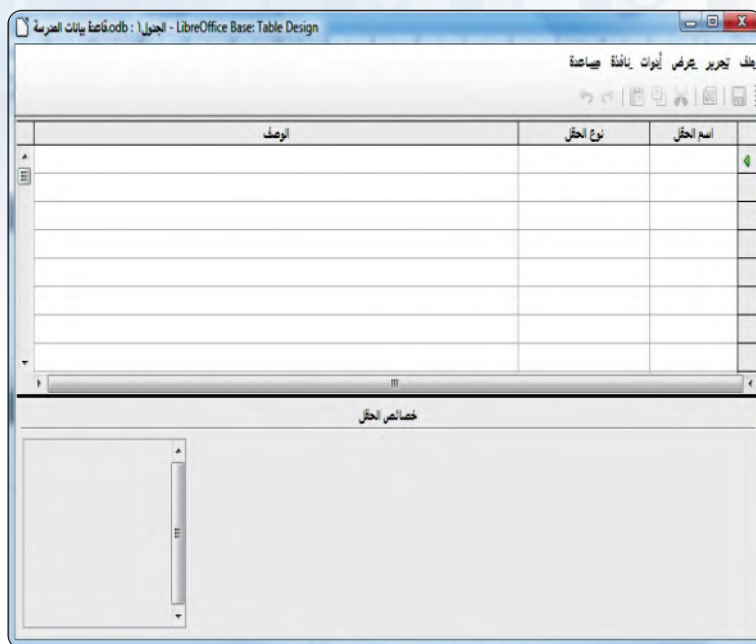 قاعدة بيانات المدرسة.odb : الجدول١ - LibreOffice Base: Table Design
ملف تحرير عرض أدوات نافذة مساعدة
اسم الحقل نوع الحقل الوصف
خصائص الحقل